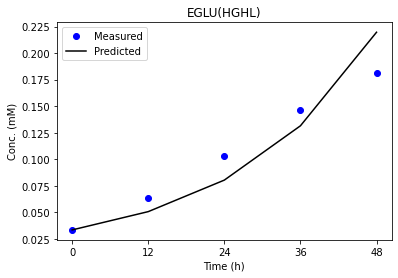 EGLU(HGHL)
Measured
Predicted
0.225
0.200
0.175
0.150
0.125
0.100
0.075
0.050
0.025
Conc. (mM)
0 12 24 36 48
Time (h)